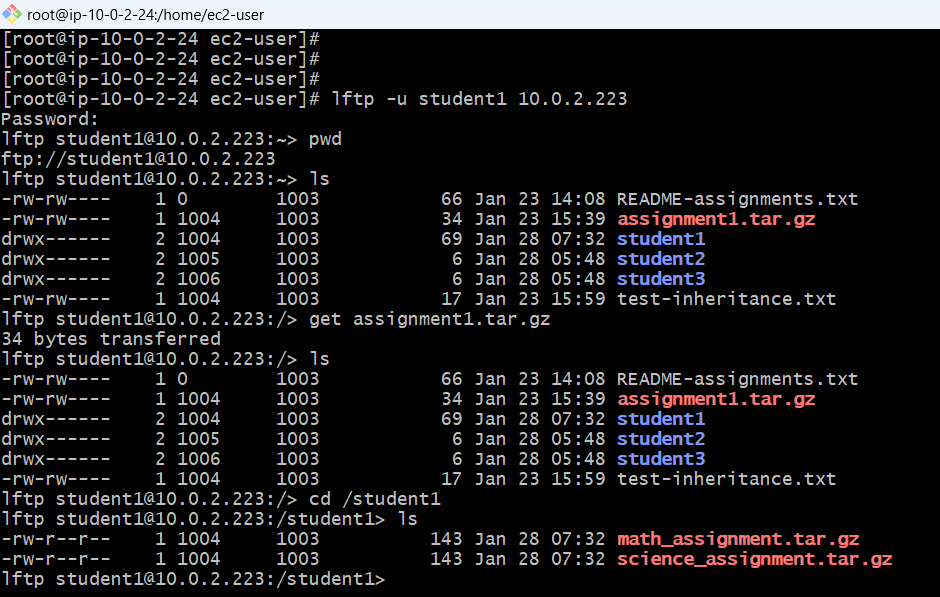 root@ip-10-0-2-24:/home/ec2-user
[root@ip-10-0-2-24 ec2-user]#
[root@ip-10-0-2-24 ec2-user]#
[root@ip-10-0-2-24 ec2-user]#
[root@ip-10-0-2-24 ec2-user]# lftp -u student1 10.0.2.223
Password:
lftp student1@10.0.2.223:~> pwd
ftp://student1@10.0.2.223
lftp student1@10.0.2.223:~> ls
-rw-rw----    1 0        1003           66 Jan 23 14:08 README-assignments.txt
-rw-rw----    1 1004     1003           34 Jan 23 15:39 assignment1.tar.gz
drwx------    2 1004     1003           69 Jan 28 07:32 student1
drwx------    2 1005     1003            6 Jan 28 05:48 student2
drwx------    2 1006     1003            6 Jan 28 05:48 student3
-rw-rw----    1 1004     1003           17 Jan 23 15:59 test-inheritance.txt
lftp student1@10.0.2.223:/> get assignment1.tar.gz
34 bytes transferred
lftp student1@10.0.2.223:/> ls
-rw-rw----    1 0        1003           66 Jan 23 14:08 README-assignments.txt
-rw-rw----    1 1004     1003           34 Jan 23 15:39 assignment1.tar.gz
drwx------    2 1004     1003           69 Jan 28 07:32 student1
drwx------    2 1005     1003            6 Jan 28 05:48 student2
drwx------    2 1006     1003            6 Jan 28 05:48 student3
-rw-rw----    1 1004     1003           17 Jan 23 15:59 test-inheritance.txt
lftp student1@10.0.2.223:/> cd /student1
lftp student1@10.0.2.223:/student1> ls
-rw-r--r--    1 1004     1003          143 Jan 28 07:32 math_assignment.tar.gz
-rw-r--r--    1 1004     1003          143 Jan 28 07:32 science_assignment.tar.gz
lftp student1@10.0.2.223:/student1>